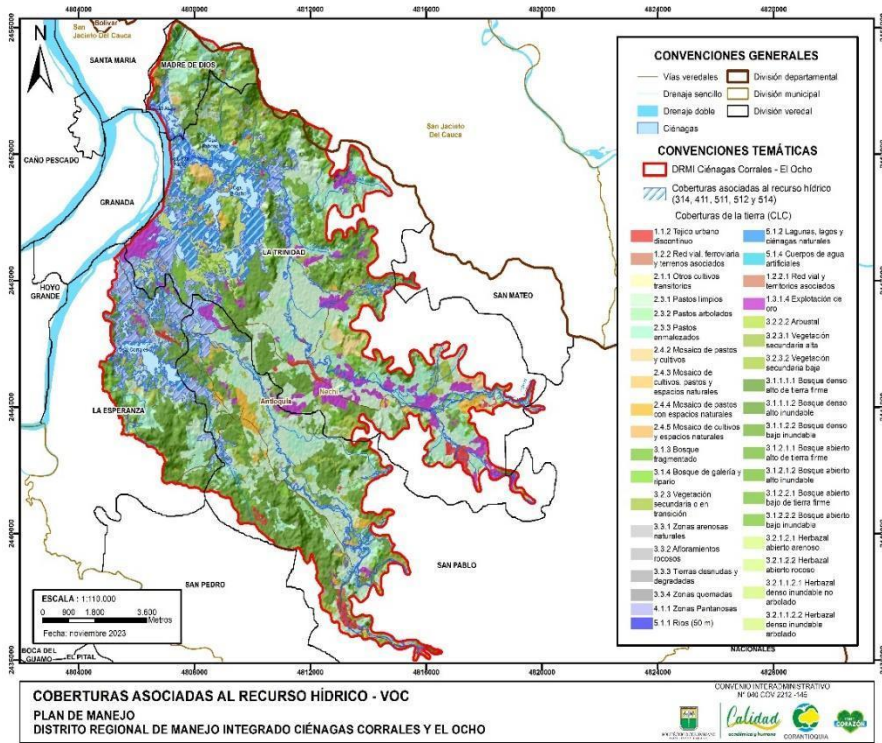 4804000
4808000
4812000
4816000
4820000
4824000
4828000
Bolivar
San
Jacinto Del Cauca
SANTA MARIA
MADRE DE DIOS
N
CAÑO PESCADO
GRANADA
HOYO
GRANDE
LA TRINIDAD
San Jacinto
Del Cauca
SAN MATEO
LA ESPERANZA
Antioquia
Nechí
SAN PEDRO
SAN PABLO
BOCA DEL
GUAMO
EL PITAL
NACIONALES
ESCALA : 1:110.000
0 900 1.800 3.600
Metros
Fecha: noviembre 2023
CONVENCIONES GENERALES
Vías veredales
División departamental
Drenaje sencillo
División municipal
Drenaje doble
División veredal
Ciénagas
CONVENCIONES TEMÁTICAS
DRMI Ciénagas Corrales - El Ocho
Coberturas asociadas al recurso hídrico
(314, 411, 511, 512 y 514)
Coberturas de la tierra (CLC)
1.1.2 Tejico urbano
discontinuo
1.2.2 Red vial, ferroviaria
y terrenos asociados
2.1.1 Otros cultivos
transitorios
2.3.1 Pastos limpios
2.3.2 Pastos arbolados
2.3.3 Pastos
enmalezados
2.4.2 Mosaico de pastos
y cultivos
2.4.3 Mosaico de
cultivos, pastos y
espacios naturales
2.4.4 Mosaico de pastos
con espacios naturales
2.4.5 Mosaico de cultivos
y espacios naturales
3.1.3 Bosque
fragmentado
3.1.4 Bosque de galería y
ripario
3.2.3 Vegetación
secundaria o en
transición
3.3.1 Zonas arenosas
naturales
3.3.2 Afloramientos
rocosos
3.3.3 Tierras desnudas y
degradadas
3.3.4 Zonas quemadas
4.1.1 Zonas Pantanosas
5.1.1 Ríos (50 m)
5.1.2 Lagunas, lagos y
ciénagas naturales
5.1.4 Cuerpos de agua
artificiales
1.2.2.1 Red vial y
territorios asociados
1.3.1.4 Explotación de
oro
3.2.2.2 Arbustal
3.2.3.1 Vegetación
secundaria alta
3.2.3.2 Vegetación
secundaria baja
3.1.1.1.1 Bosque denso
alto de tierra firme
3.1.1.1.2 Bosque denso
alto inundable
3.1.1.2.2 Bosque denso
bajo inundable
3.1.2.1.1 Bosque abierto
alto de tierra firme
3.1.2.1.2 Bosque abierto
alto inundable
3.1.2.2.1 Bosque abierto
bajo de tierra firme
3.1.2.2.2 Bosque abierto
bajo inundable
3.2.1.2.1 Herbazal
abierto arenoso
3.2.1.2.2 Herbazal
abierto rocoso
3.2.1.1.2.1 Herbazal
denso inundable no
arbolado
3.2.1.1.2.2 Herbazal
denso inundable
arbolado
4804000
4808000
4812000
4816000
4820000
4824000
4828000
COBERTURAS ASOCIADAS AL RECURSO HÍDRICO - VOC
PLAN DE MANEJO
DISTRITO REGIONAL DE MANEJO INTEGRADO CIÉNAGAS CORRALES Y EL OCHO
CONVENIO INTERADMINISTRATIVO
N° 040 COV 2212 -146
Calidad
académica y humana
CORANTIOQUIA
CORAZÓN